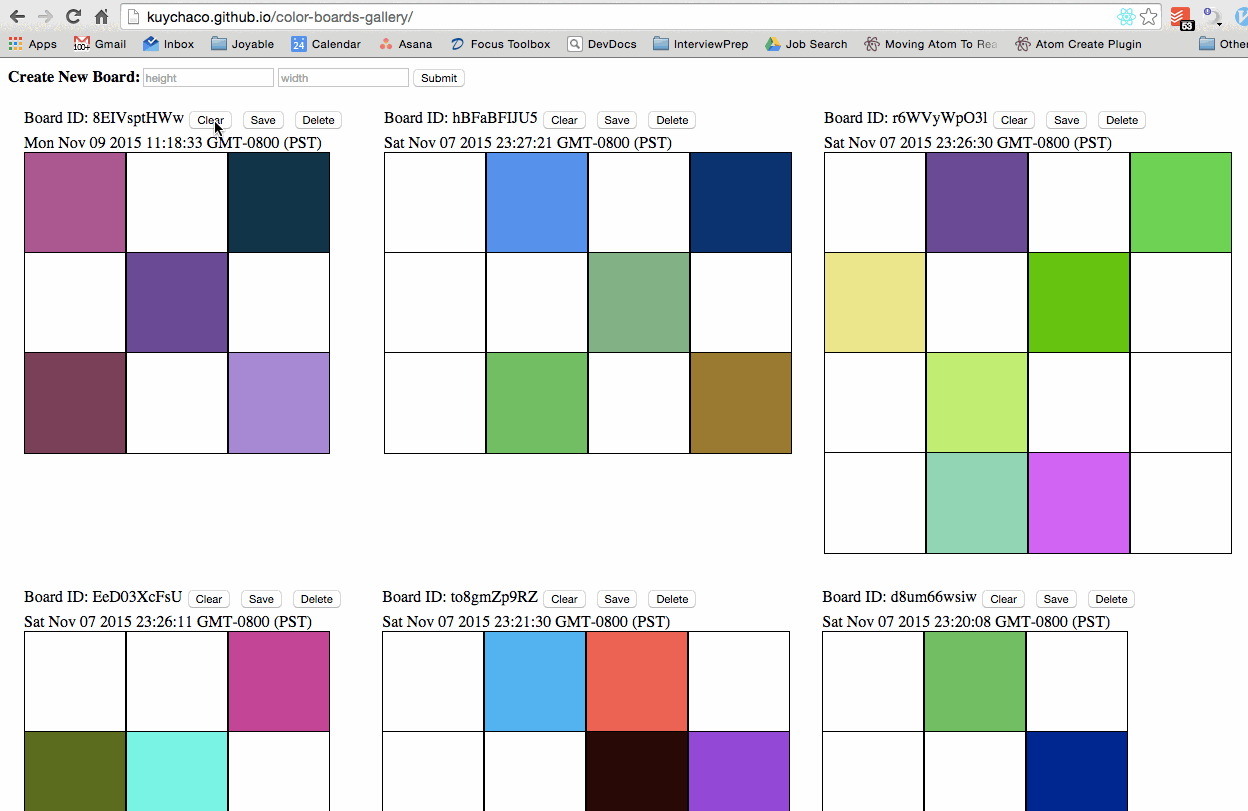 kuychaco.github.io/color-boards-gallery/
53
Apps Gmail Inbox Joyable Calendar Asana Focus Toolbox DevDocs InterviewPrep Job Search Moving Atom To Rea Atom Create Plugin Other
100+ 24
Create New Board: height width Submit
Board ID: 8EIVsptHWw Clear Save Delete
Mon Nov 09 2015 11:18:33 GMT-0800 (PST)
Board ID: hBFaBFIJU5 Clear Save Delete
Sat Nov 07 2015 23:27:21 GMT-0800 (PST)
Board ID: r6WVyWpO3l Clear Save Delete
Sat Nov 07 2015 23:26:30 GMT-0800 (PST)
Board ID: EeD03XcFsU Clear Save Delete
Sat Nov 07 2015 23:26:11 GMT-0800 (PST)
Board ID: to8gmZp9RZ Clear Save Delete
Sat Nov 07 2015 23:21:30 GMT-0800 (PST)
Board ID: d8um66wsiw Clear Save Delete
Sat Nov 07 2015 23:20:08 GMT-0800 (PST)